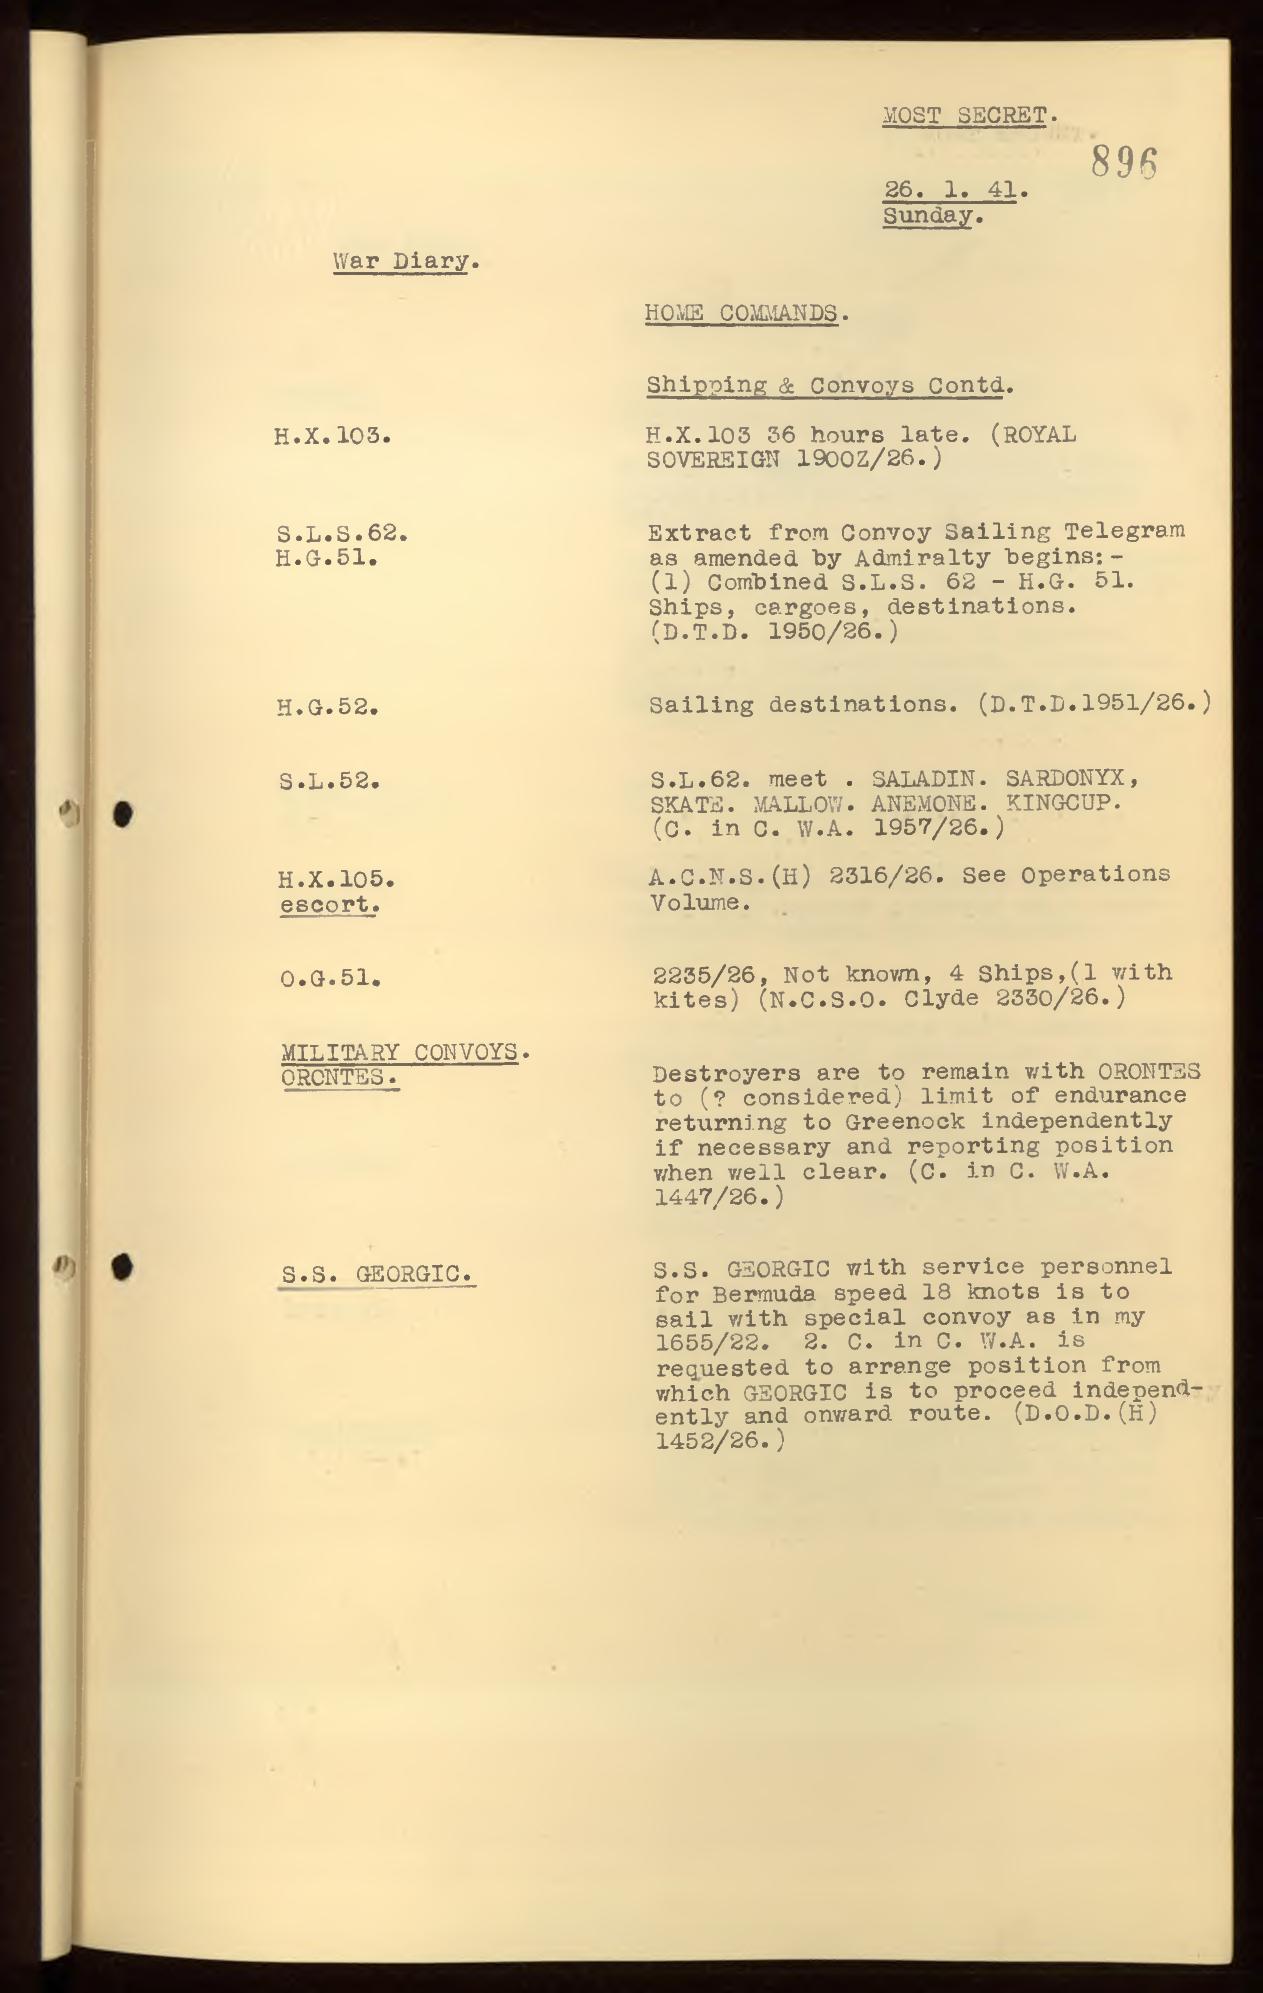 MOST SECRET.
896
26. 1. 41.
Sunday.
War Diary.
HOME COMMANDS.
Shipping & Convoys Contd.
H.X.103.
H.X.103 36 hours late. (ROYAL
SOVEREIGN 1900Z/26.)
S.L.S.62.
H.G.51.
Extract from Convoy Sailing Telegram
as amended by Admiralty begins:-
(1) Combined S.L.S. 62 - H.G. 51.
Ships, cargoes, destinations.
(D.T.D. 1950/26.)
H.G.52.
Sailing destinations. (D.T.D.1951/26.)
S.L.52.
S.L.62. meet . SALADIN. SARDONYX,
SKATE. MALLOW. ANEMONE. KINGCUP.
(C. in C. W.A. 1957/26.)
H.X.105.
escort.
A.C.N.S.(H) 2316/26. See Operations
Volume.
O.G.51.
2235/26, Not known, 4 Ships,(1 with
kites) (N.C.S.O. Clyde 2330/26.)
MILITARY CONVOYS.
ORONTES.
Destroyers are to remain with ORONTES
to (? considered) limit of endurance
returning to Greenock independently
if necessary and reporting position
when well clear. (C. in C. W.A.
1447/26.)
S.S. GEORGIC.
S.S. GEORGIC with service personnel
for Bermuda speed 18 knots is to
sail with special convoy as in my
1655/22. 2. C. in C. W.A. is
requested to arrange position from
which GEORGIC is to proceed independ-
ently and onward route. (D.O.D.(H)
1452/26.)